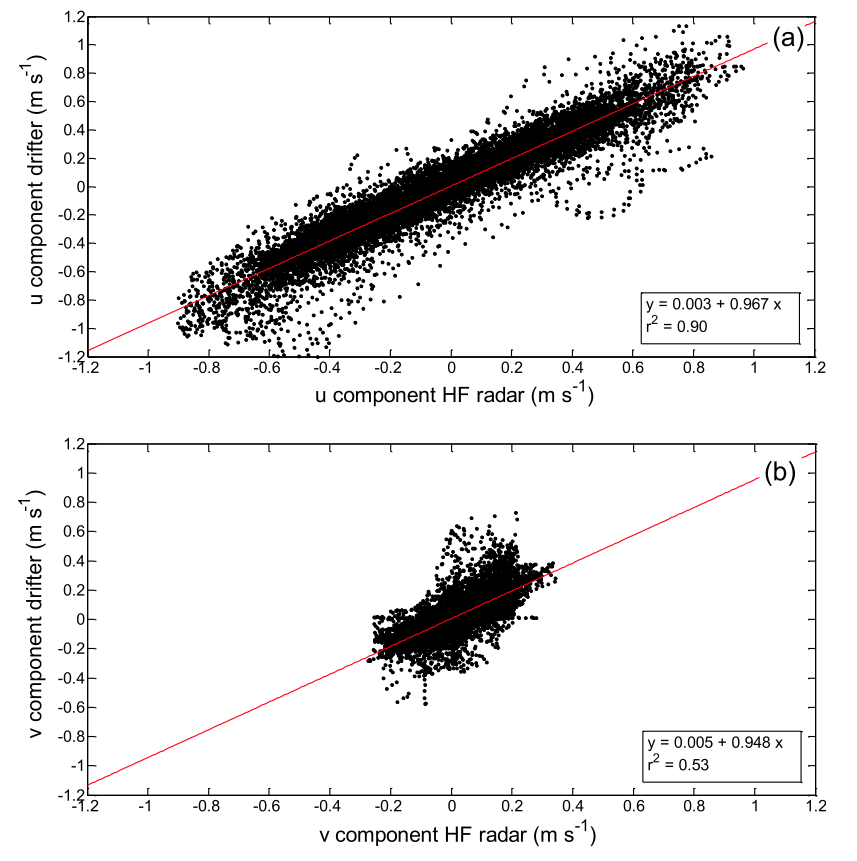 (a)
u component drifter (m s-1)
1.2
1
0.8
0.6
0.4
0.2
0
-0.2
-0.4
-0.6
-0.8
-1
-1.2
y = 0.003 + 0.967 x
r2 = 0.90
-1.2 -1 -0.8 -0.6 -0.4 -0.2 0 0.2 0.4 0.6 0.8 1 1.2
u component HF radar (m s-1)
(b)
v component drifter (m s-1)
1.2
1
0.8
0.6
0.4
0.2
0
-0.2
-0.4
-0.6
-0.8
-1
-1.2
y = 0.005 + 0.948 x
r2 = 0.53
-1.2 -1 -0.8 -0.6 -0.4 -0.2 0 0.2 0.4 0.6 0.8 1 1.2
v component HF radar (m s-1)